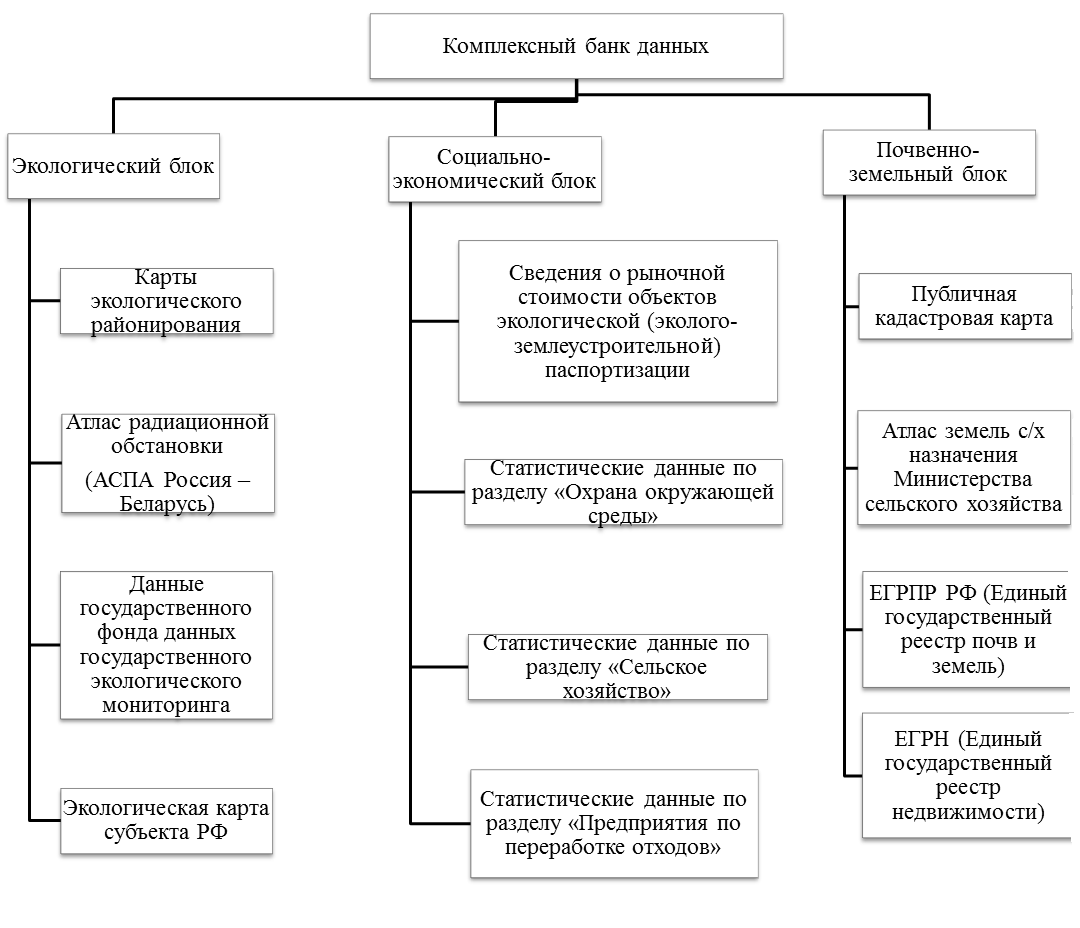 Комплексный банк данных
Экологический блок
Карты
экологического
районирования
Атлас радиационной
обстановки
(АСПА Россия –
Беларусь)
Данные
государственного
фонда данных
государственного
экологического
мониторинга
Экологическая карта
субъекта РФ
Социально-
экономический блок
Сведения о рыночной
стоимости объектов
экологической (эколого-
землеустроительной)
паспортизации
Статистические данные по
разделу «Охрана окружающей
среды»
Статистические данные по
разделу «Сельское
хозяйство»
Статистические данные по
разделу «Предприятия по
переработке отходов»
Почвенно-
земельный блок
Публичная
кадастровая карта
Атлас земель с/х
назначения
Министерства
сельского хозяйства
ЕГРПР РФ (Единый
государственный
реестр почв и
земель)
ЕГРН (Единый
государственный
реестр
недвижимости)